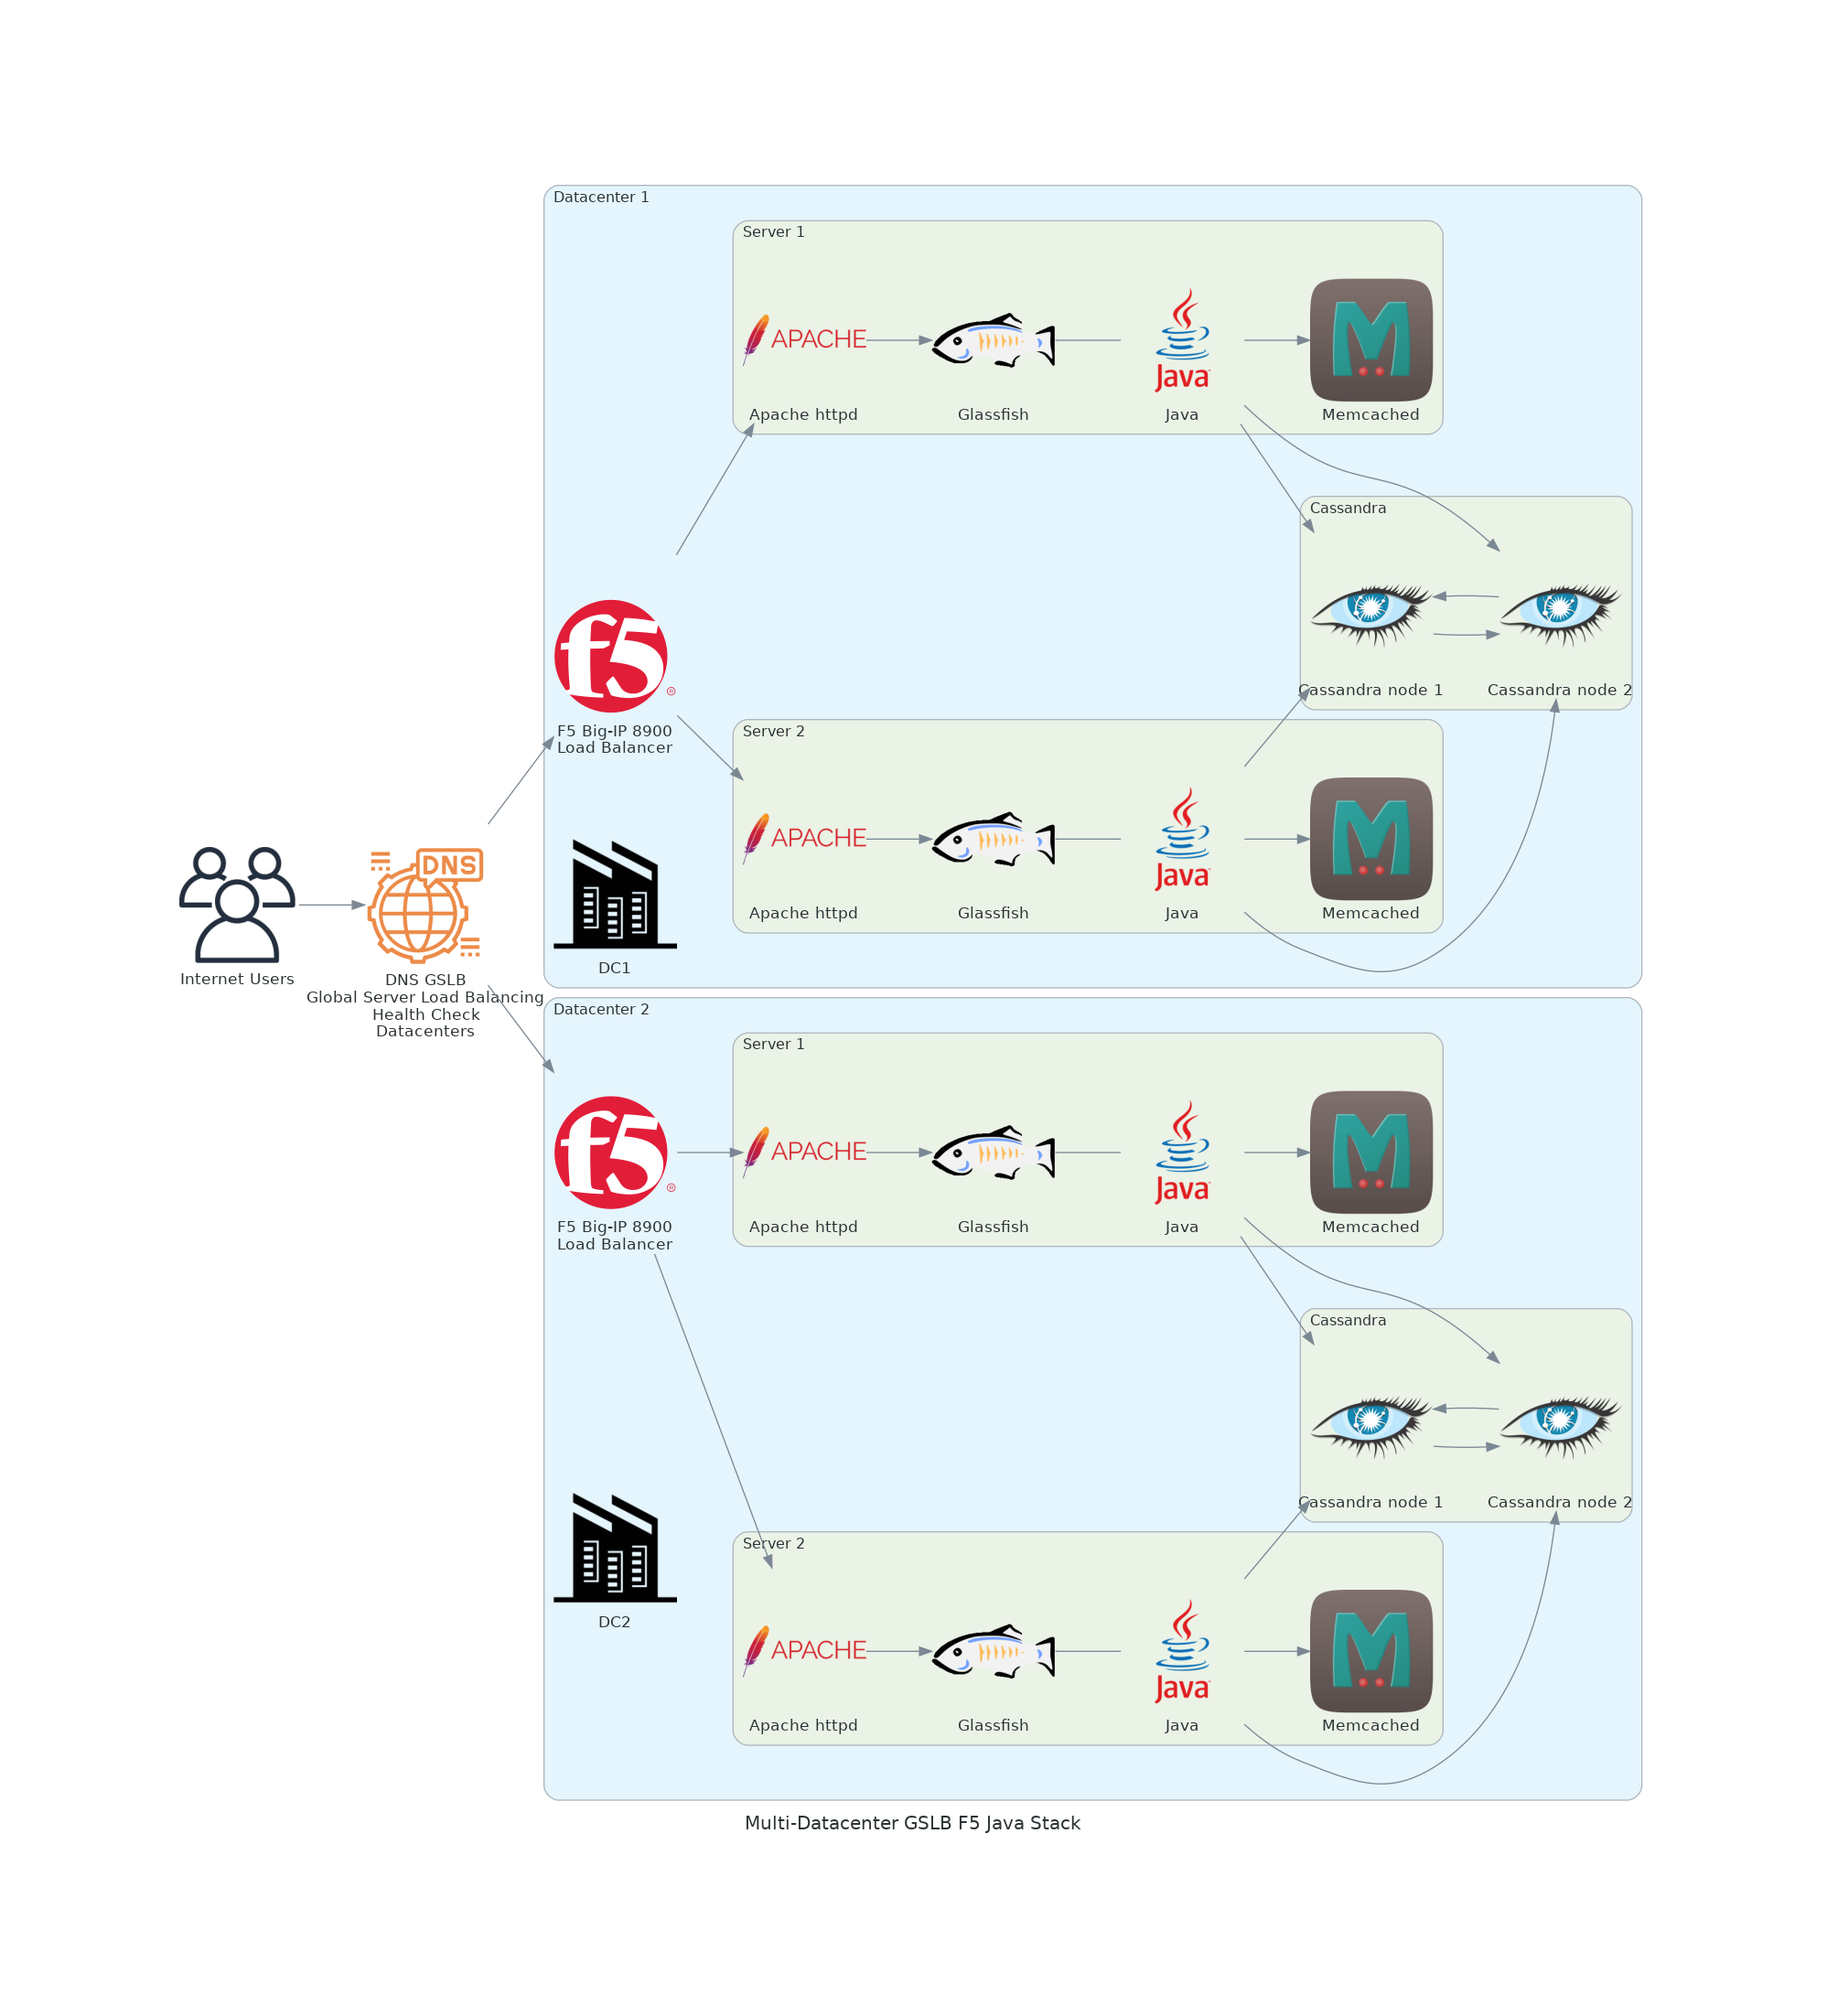 Datacenter 1
Server 1
APACHE
Java
M
Apache httpd
Glassfish
Java
Memcached
Cassandra
f5
®
Cassandra node 1
Cassandra node 2
F5 Big-IP 8900
Load Balancer
Server 2
APACHE
Java
M
Apache httpd
Glassfish
Java
Memcached
DC1
DNS
Internet Users
DNS GSLB
Global Server Load Balancing
Health Check
Datacenters
Datacenter 2
Server 1
f5
®
APACHE
Java
M
F5 Big-IP 8900
Load Balancer
Apache httpd
Glassfish
Java
Memcached
Cassandra
Cassandra node 1
Cassandra node 2
DC2
Server 2
APACHE
Java
M
Apache httpd
Glassfish
Java
Memcached
Multi-Datacenter GSLB F5 Java Stack